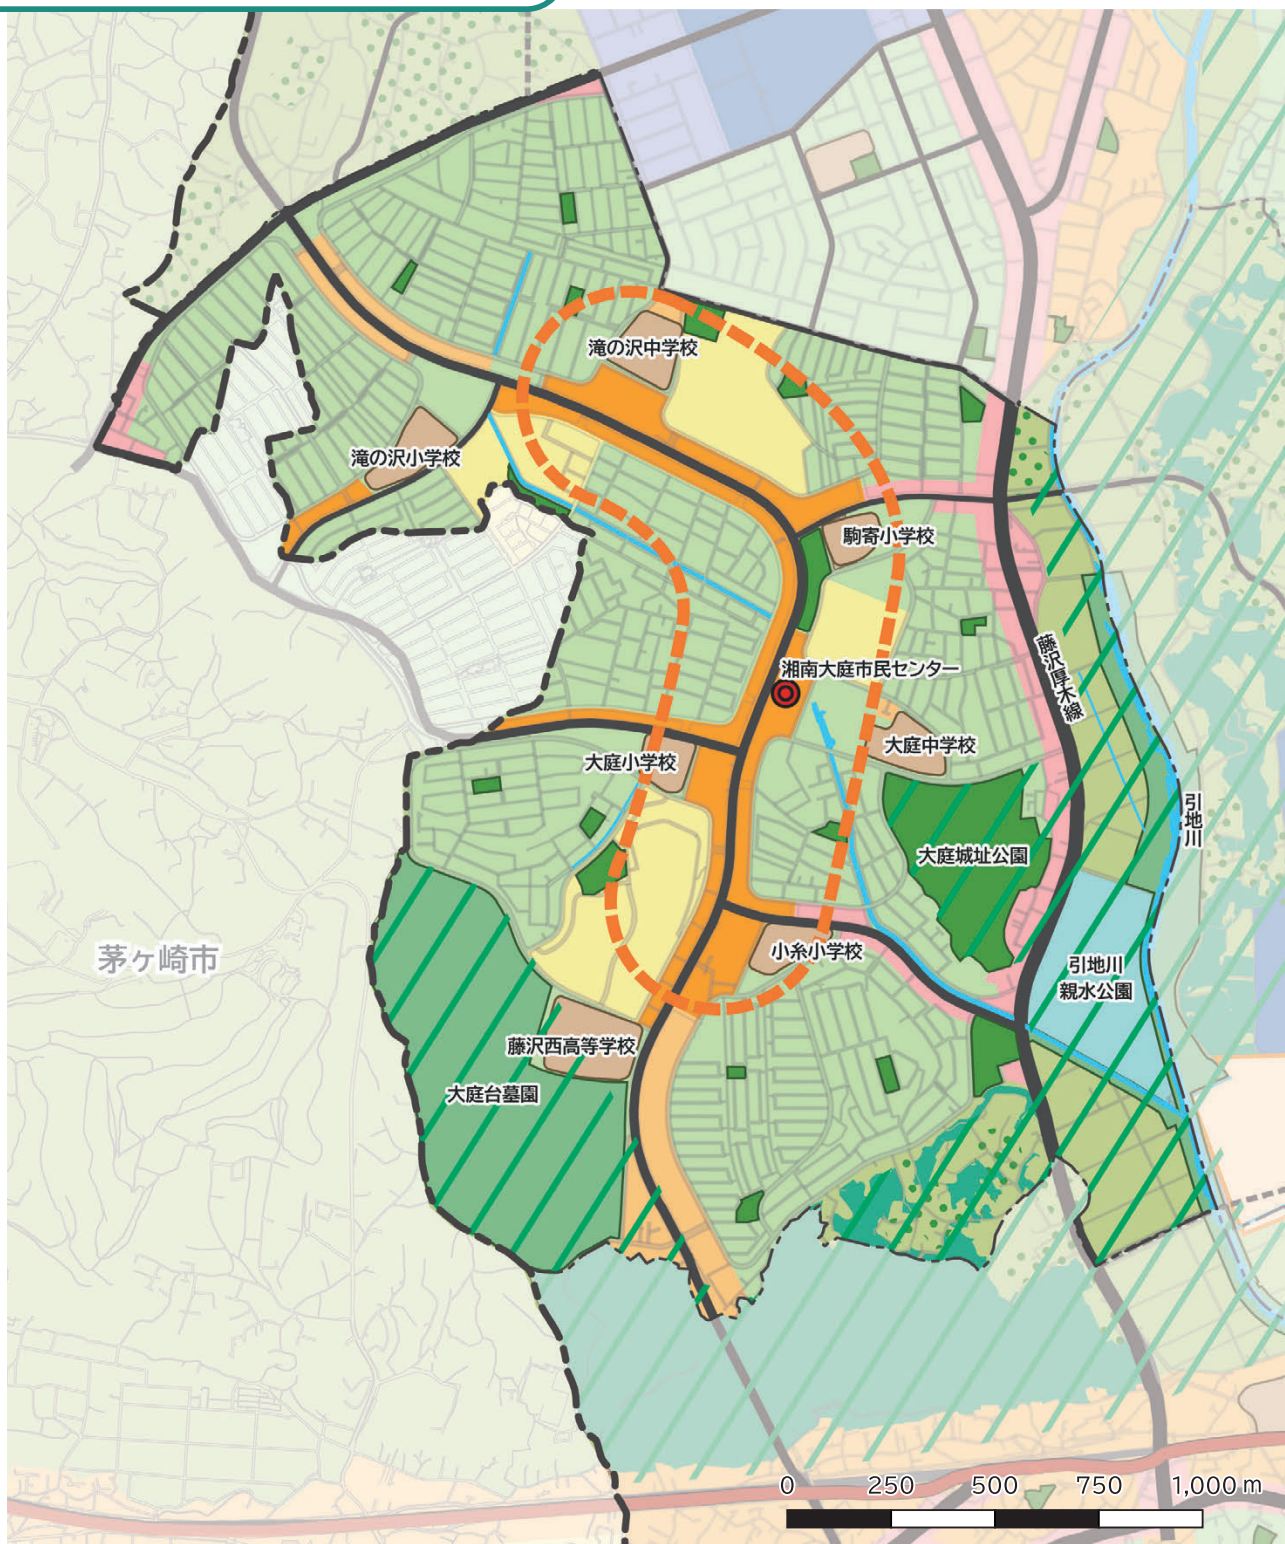 滝の沢中学校
滝の沢小学校
駒寄小学校
藤沢厚木線
湘南大庭市民センター
大庭中学校
大庭小学校
引地川
大庭城址公園
茅ヶ崎市
小糸小学校
引地川
親水公園
藤沢西高等学校
大庭台墓園
0 250 500 750 1,000 m